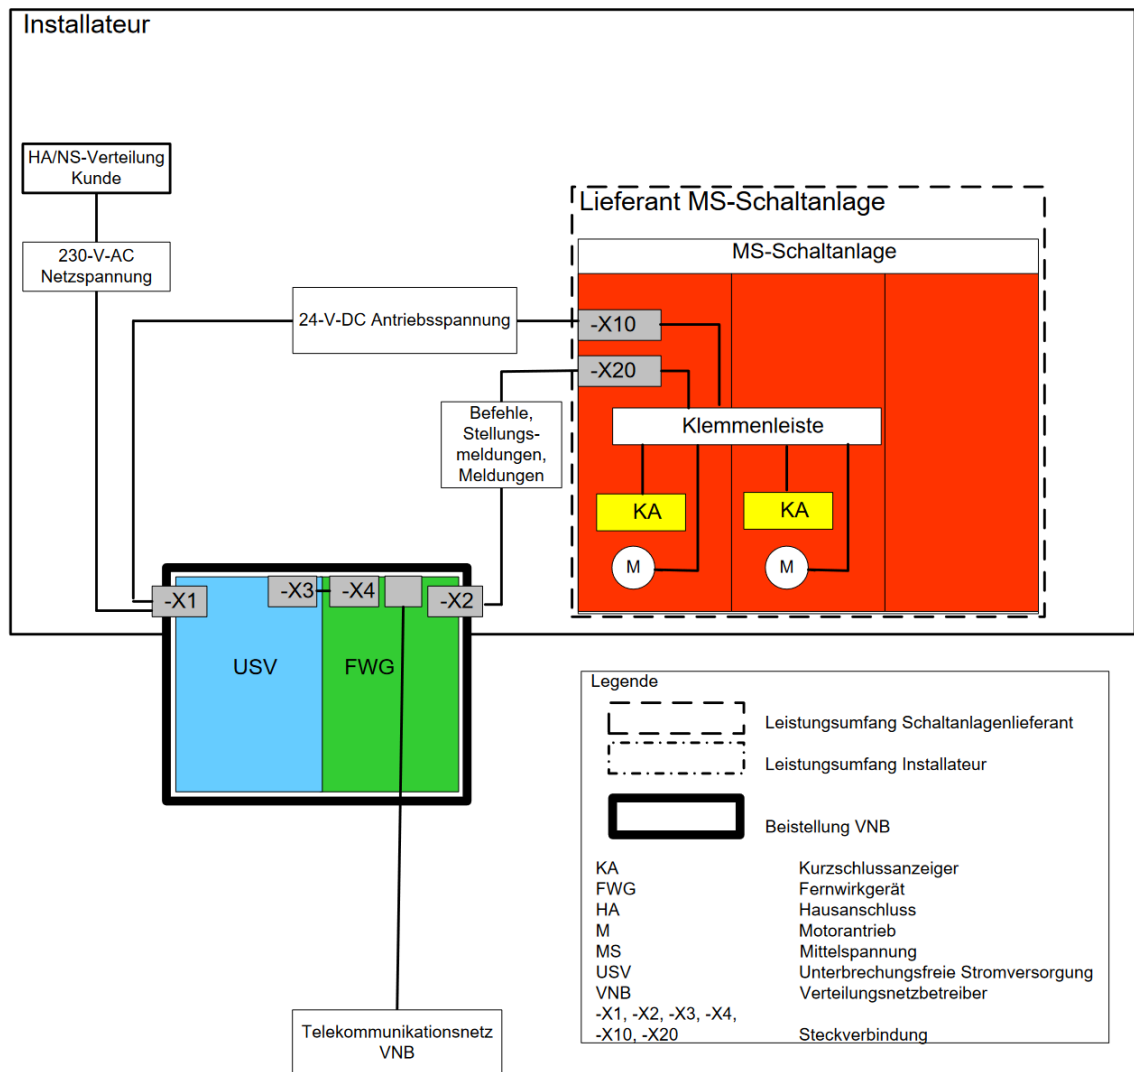 Installateur
HA/NS-Verteilung
Kunde
230-V-AC
Netzspannung
Lieferant MS-Schaltanlage
MS-Schaltanlage
24-V-DC Antriebsspannung
-X10
-X20
Befehle,
Stellungs-
meldungen,
Meldungen
Klemmenleiste
KA
KA
M
M
-X1
-X3
-X4
-X2
USV
FWG
Legende
Leistungsumfang Schaltanlagenlieferant
Leistungsumfang Installateur
Beistellung VNB
KA Kurzschlussanzeiger
FWG Fernwirkgerät
HA Hausanschluss
M Motorantrieb
MS Mittelspannung
USV Unterbrechungsfreie Stromversorgung
VNB Verteilungsnetzbetreiber
-X1, -X2, -X3, -X4,
-X10, -X20 Steckverbindung
Telekommunikationsnetz
VNB